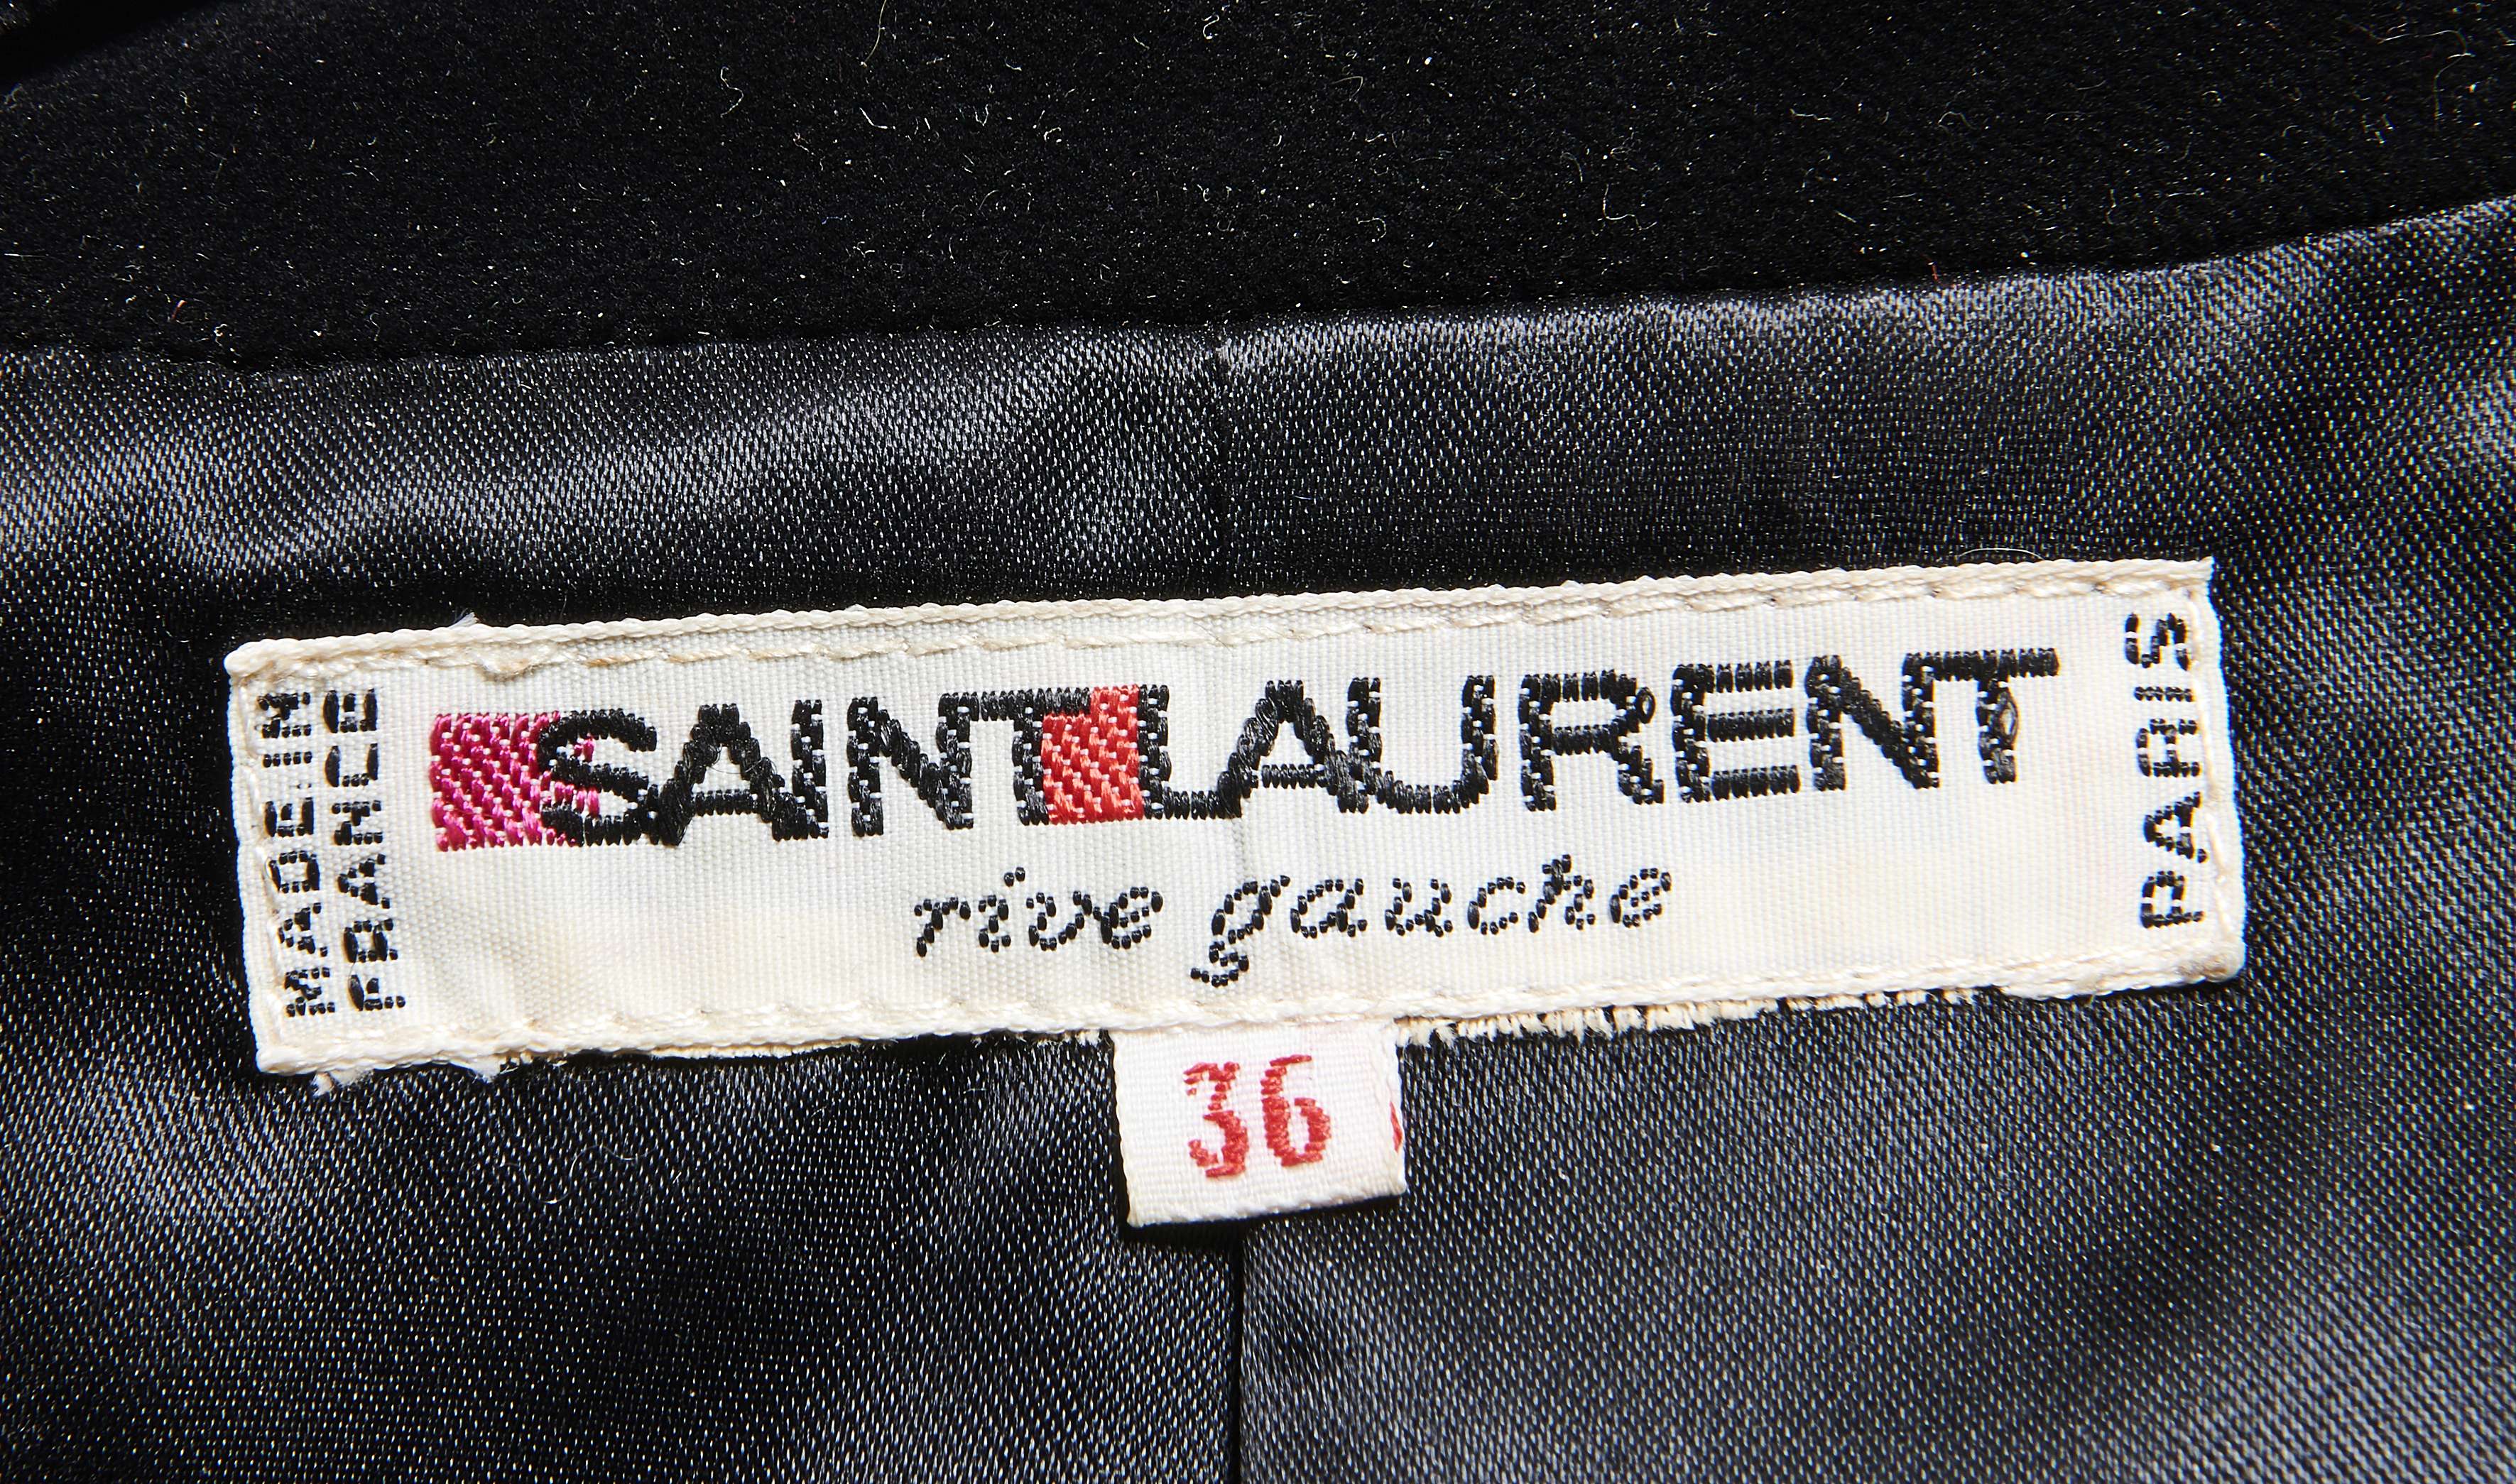 MADE IN
FRANCE
SAINT LAURENT
rive gauche
PARIS
36